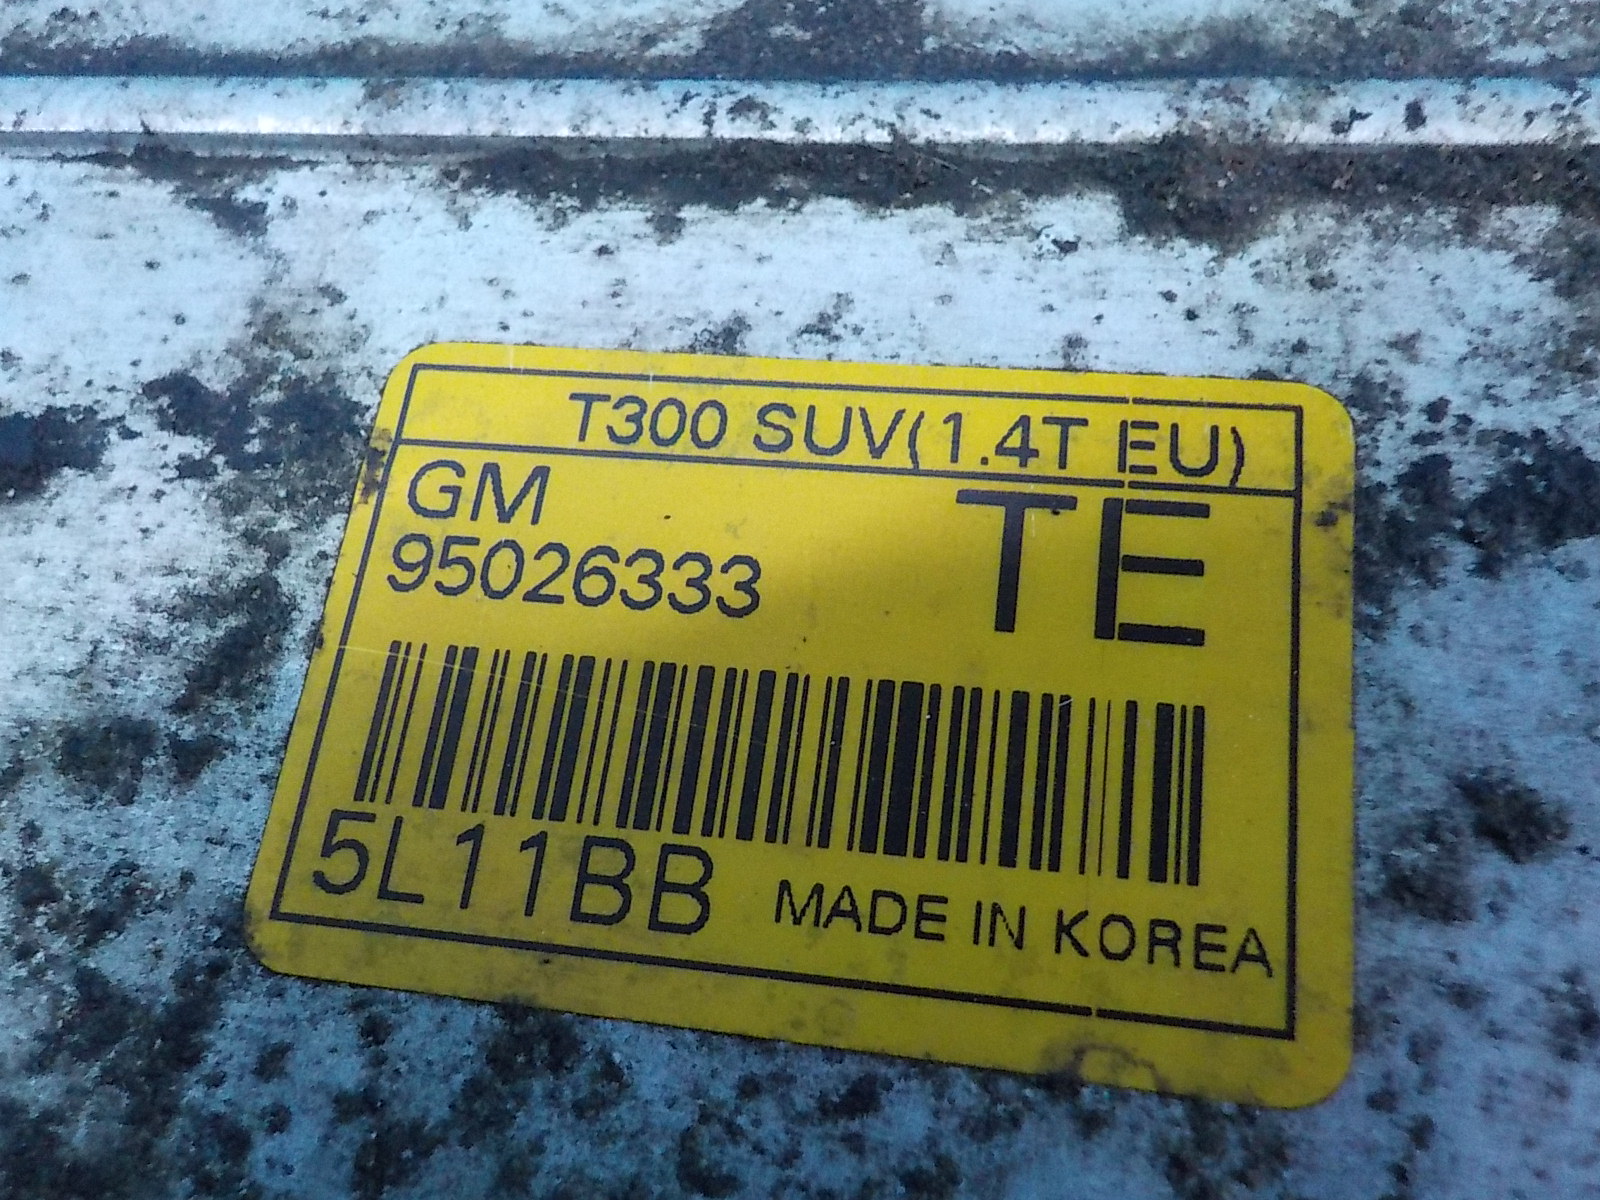 T300 SUV(1.4T EU)
GM
TE
95026333
5L11BB
MADE IN KOREA